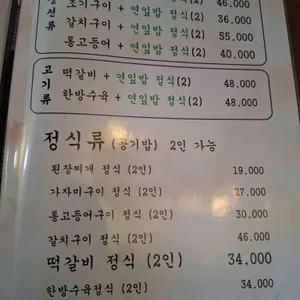 생선류
조기구이 + 연잎밥 정식(2) 46,000
갈치구이 + 연잎밥 정식(2) 36,000
통고등어 + 연잎밥 정식(2) 55,000
40,000
고기류
떡갈비 + 연잎밥 정식(2) 48,000
한방수육 + 연잎밥 정식(2) 48,000
정식류 (공기밥) 2인 가능
된장찌개 정식 (2인) 19,000
가자미구이 정식 (2인) 27,000
통고등어구이 정식 (2인) 30,000
갈치구이 정식 (2인) 46,000
떡갈비 정식 (2인) 34,000
한방수육정식 (2인) 34,000